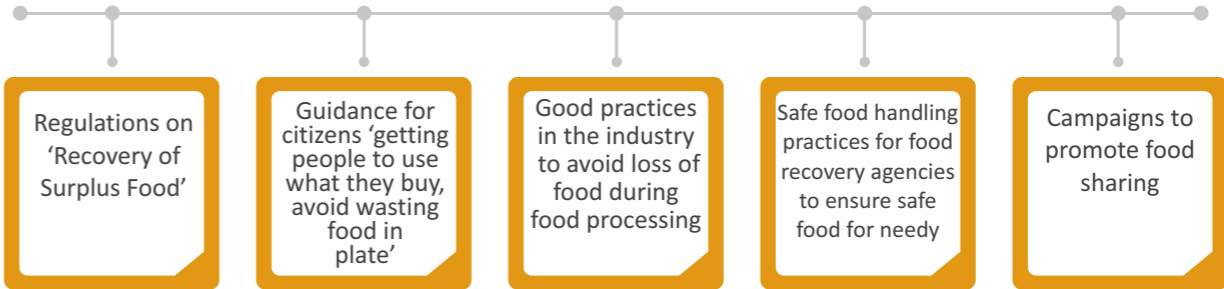 Regulations on
‘Recovery of
Surplus Food’
Guidance for
citizens ‘getting
people to use
what they buy,
avoid wasting
food in
plate’
Good practices
in the industry
to avoid loss of
food during
food processing
Safe food handling
practices for food
recovery agencies
to ensure safe
food for needy
Campaigns to
promote food
sharing